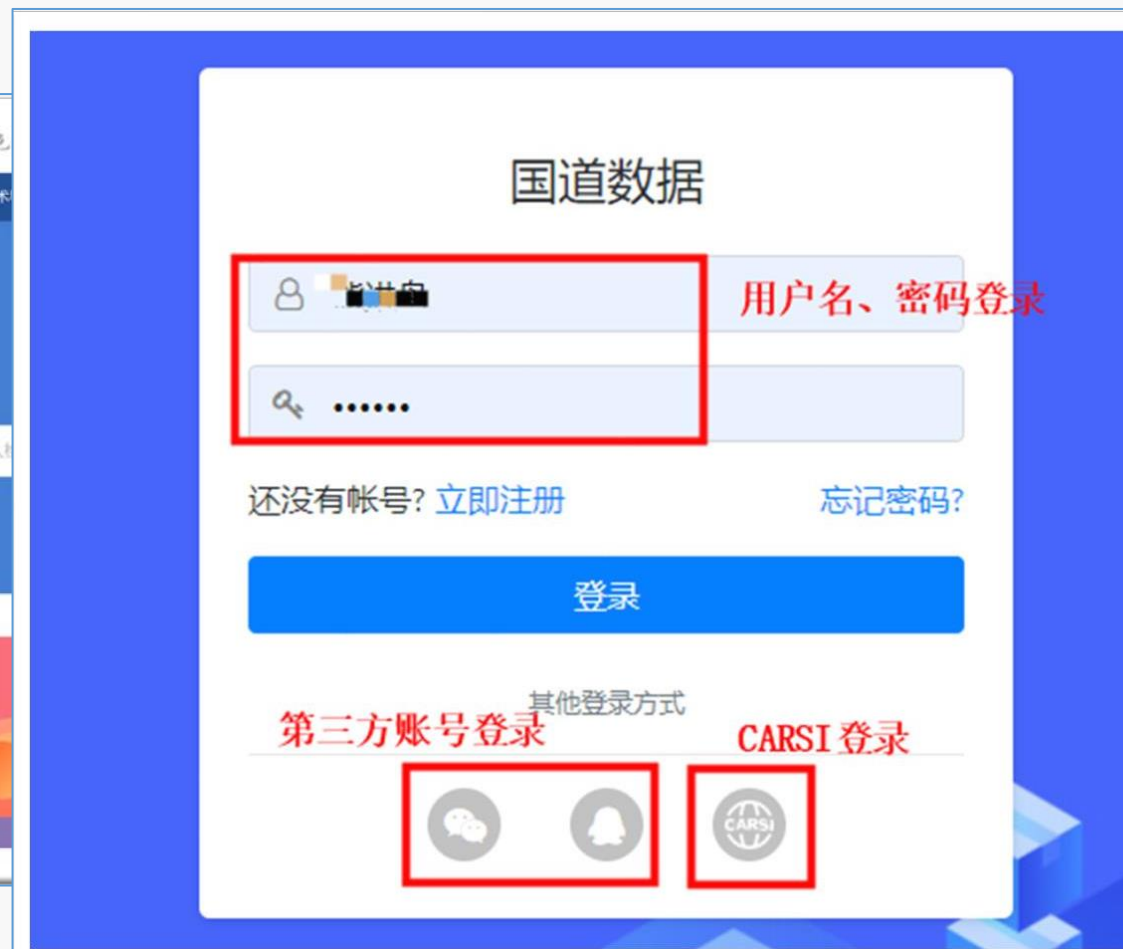 国道数据
用户名、密码登录
••••••
还没有帐号? 立即注册
忘记密码?
登录
其他登录方式
第三方账号登录
CARSI 登录
CARSI